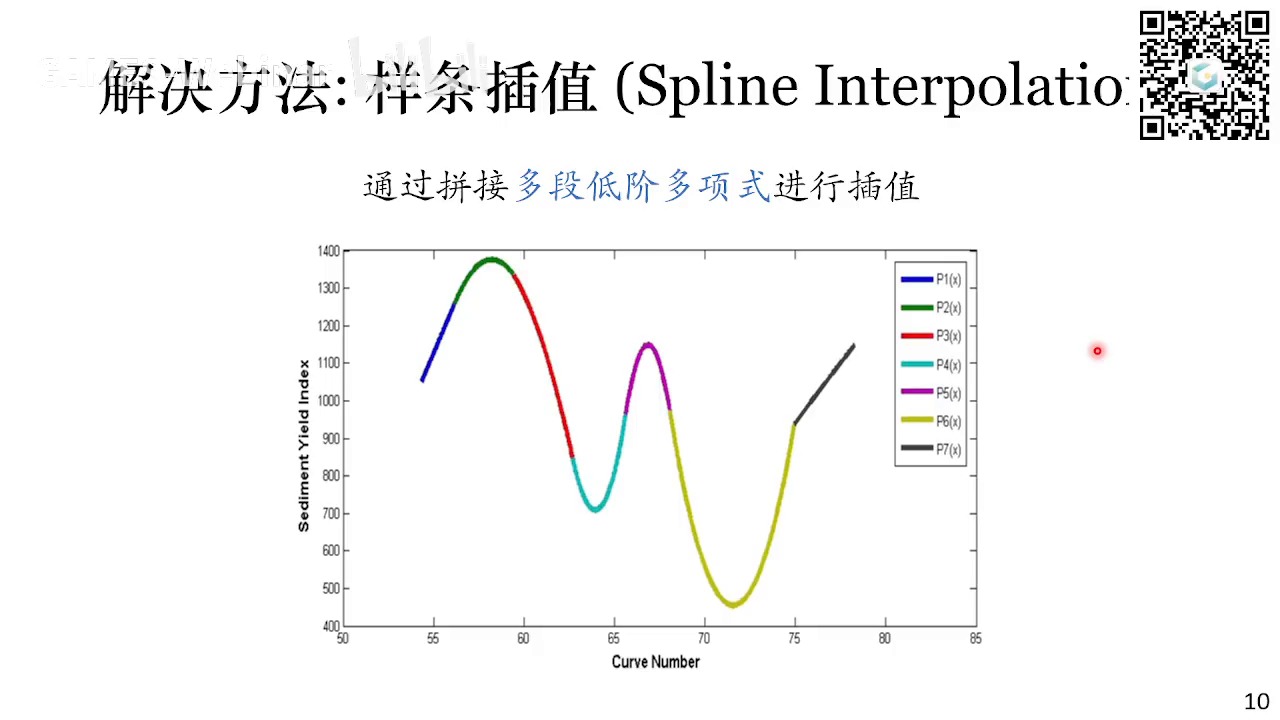 解决方法: 样条插值 (Spline Interpolation
通过拼接多段低阶多项式进行插值
1400
1300
1200
1100
1000
900
800
700
600
500
400
Sediment Yield Index
50 55 60 65 70 75 80 85
Curve Number
P1(x)
P2(x)
P3(x)
P4(x)
P5(x)
P6(x)
P7(x)
10